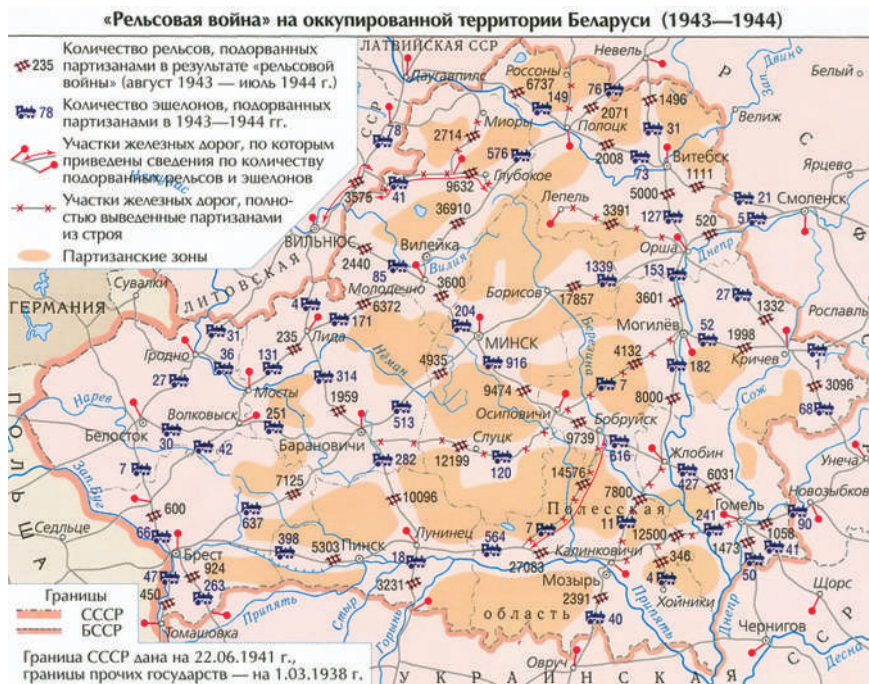 «Рельсовая война» на оккупированной территории Беларуси (1943—1944)
235 Количество рельсов, подорванных
партизанами в результате «рельсовой
войны» (август 1943 — июль 1944 г.)
78 Количество эшелонов, подорванных
партизанами в 1943—1944 гг.
Участки железных дорог, по которым
приведены сведения по количеству
подорванных рельсов и эшелонов
Участки железных дорог, полно-
стью выведенные партизанами
из строя
Партизанские зоны
ЛАТВИЙСКАЯ ССР
Невель
Двина
Зап.
Россоны
Белый
Даугавпилс
6737
76
Р
149
2071
1496
Велиж
ССР
Миоры
Полоцк
С
78
2714
31
576
2008
Витебск
Ярцево
73
1111
Глубокое
3575
41
9632
5000
21
Смоленск
Лепель
36910
3391
127
520
5
Ф
ВИЛЬНЮС
Вилейка
Орша
Днепр
2440
Вилия
85
1339
153
ЛИТОВСКАЯ
Молодечно
3600
Борисов
Сувалки
17857
3601
27
ГЕРМАНИЯ
4
6372
1332
Рославль
171
204
31
235
МИНСК
Могилёв
52
Гродно
Лида
Березина
1998
36
131
Нёман
4132
Кричев
1
4935
916
182
27
314
7
Мосты
9474
3096
1959
8000
Сож
Нарев
Волковыск
251
Осиповичи
68
513
Бобруйск
Белосток
30
Барановичи
Слуцк
9739
42
616
Жлобин
Унеча
282
12199
120
7
14576
427
6031
П О Л Ь Ш А
Зап.Буг
7125
Новозыбков
10096
7800
Гомель
600
Полесская
241
90
637
Седльце
398
Лунинец
564
7
11
1058
66
12500
Брест
5303
Пинск
18
Калинковичи
1473
41
346
27083
47
924
50
Мозырь
4
263
3231
Хойники
450
2391
Щорс
Границы
Припять
Стыр
область
СССР
Горынь
Припять
Днепр
40
БССР
Томашовка
Чернигов
Граница СССР дана на 22.06.1941 г.,
границы прочих государств — на 1.03.1938 г.
Овруч
Десна
У К Р А И Н С К А Я С С Р